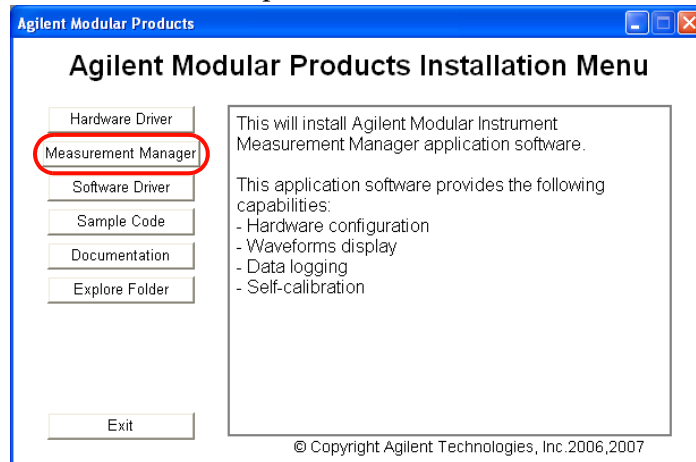 Agilent Modular Products
Agilent Modular Products Installation Menu
Hardware Driver
Measurement Manager
Software Driver
Sample Code
Documentation
Explore Folder
Exit
This will install Agilent Modular Instrument
Measurement Manager application software.
This application software provides the following
capabilities:
- Hardware configuration
- Waveforms display
- Data logging
- Self-calibration
© Copyright Agilent Technologies, Inc.2006,2007